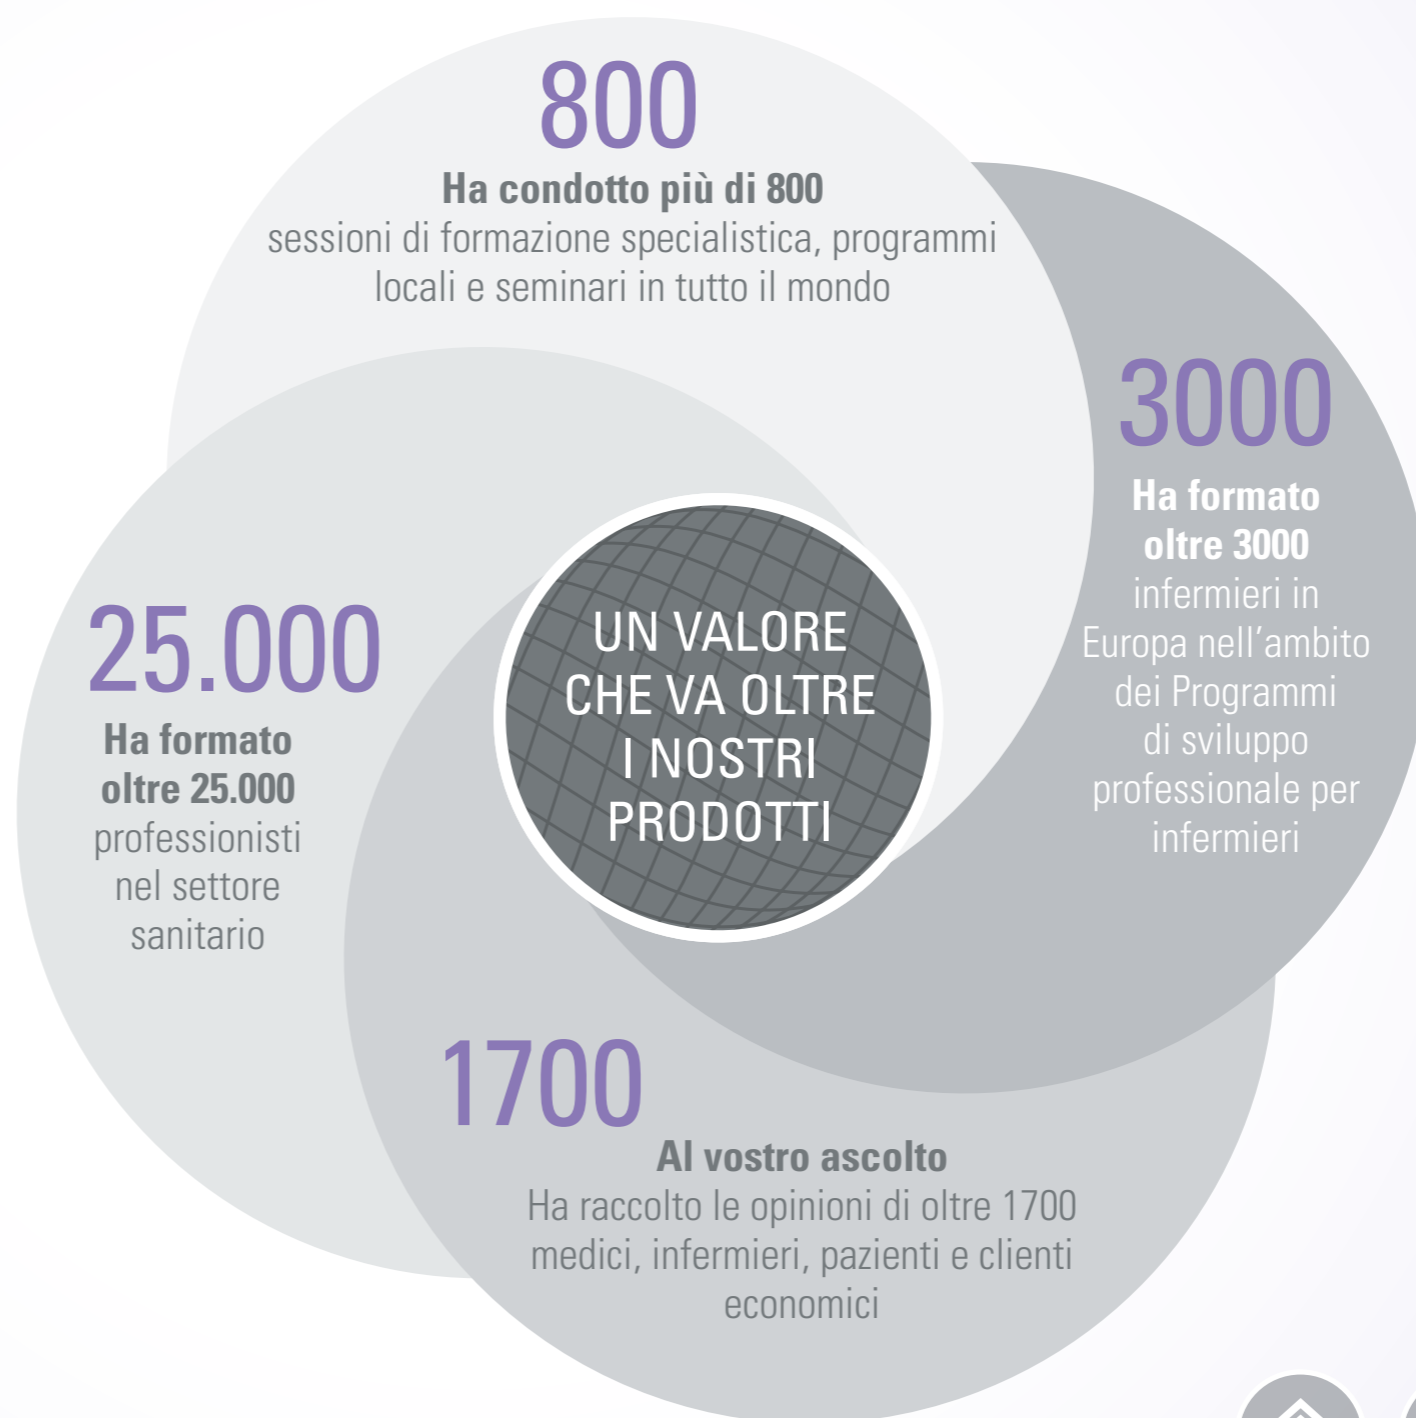 800
Ha condotto più di 800
sessioni di formazione specialistica, programmi
locali e seminari in tutto il mondo
3000
Ha formato
oltre 3000
infermieri in
Europa nell’ambito
dei Programmi
di sviluppo
professionale per
infermieri
UN VALORE
CHE VA OLTRE
I NOSTRI
PRODOTTI
25.000
Ha formato
oltre 25.000
professionisti
nel settore
sanitario
1700
Al vostro ascolto
Ha raccolto le opinioni di oltre 1700
medici, infermieri, pazienti e clienti
economici